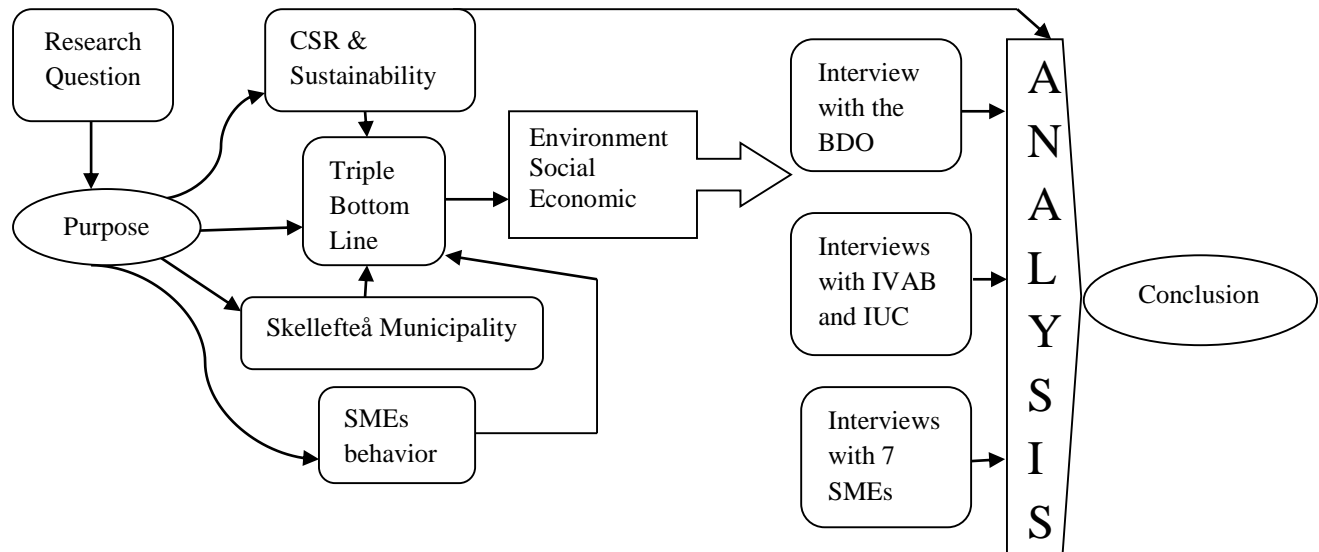 Research
Question
CSR &
Sustainability
Purpose
Triple
Bottom
Line
Skellefteå Municipality
SMEs
behavior
Environment
Social
Economic
Interview
with the
BDO
Interviews
with IVAB
and IUC
Interviews
with 7
SMEs
A
N
A
L
Y
S
I
S
Conclusion